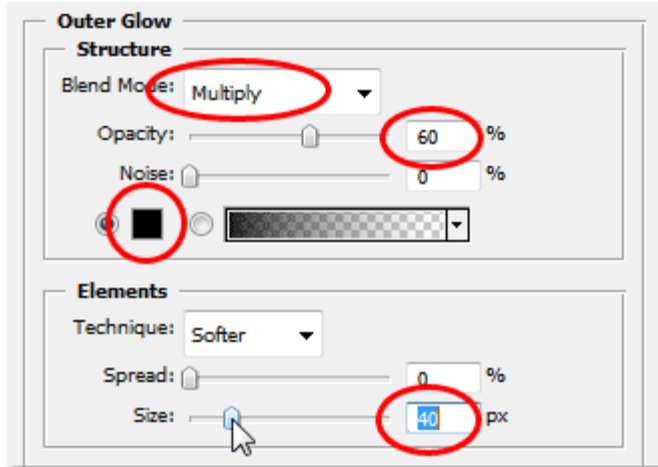 Outer Glow
Structure
Blend Mode: Multiply
Opacity: 60 %
Noise: 0 %
Elements
Technique: Softer
Spread: 0 %
Size: 40 px